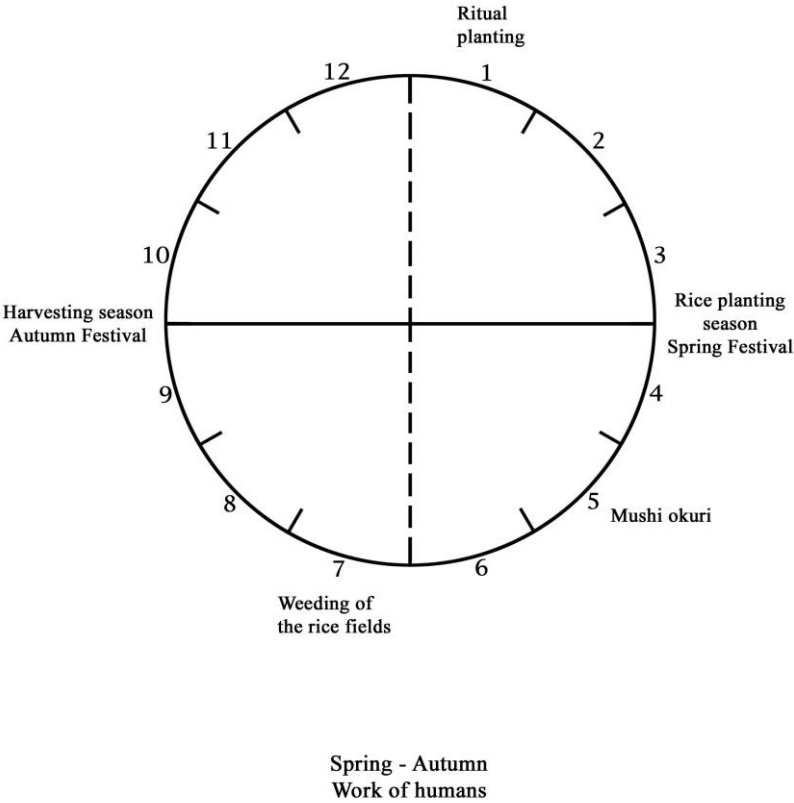 Ritual
planting
12
1
11
2
10
3
Harvesting season
Autumn Festival
Rice planting
season
Spring Festival
9
4
8
5
Mushi okuri
7
6
Weeding of
the rice fields
Spring - Autumn
Work of humans